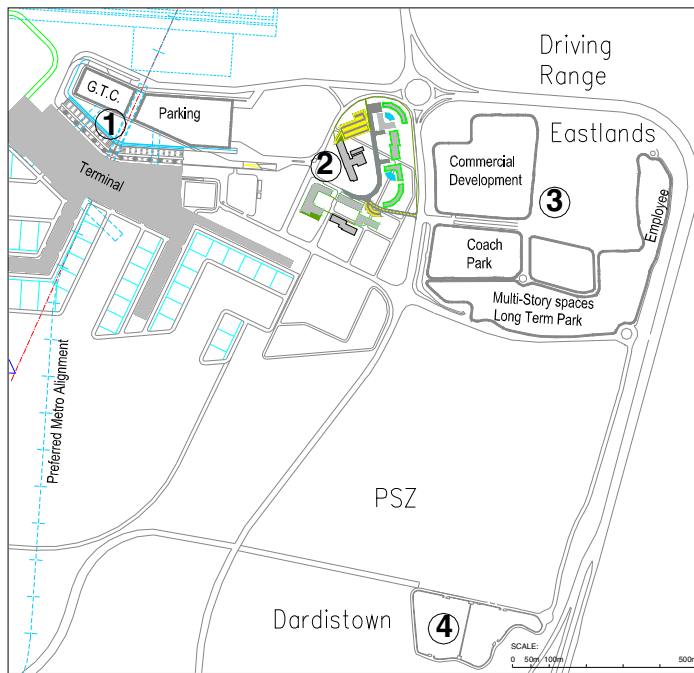 Driving
Range
G.T.C.
Parking
1
Eastlands
Terminal
2
Commercial
Development
3
Employee
Coach
Park
Multi-Story spaces
Long Term Park
Preferred Metro Alignment
PSZ
Dardistown
4
SCALE:
0 50m 100m 500m